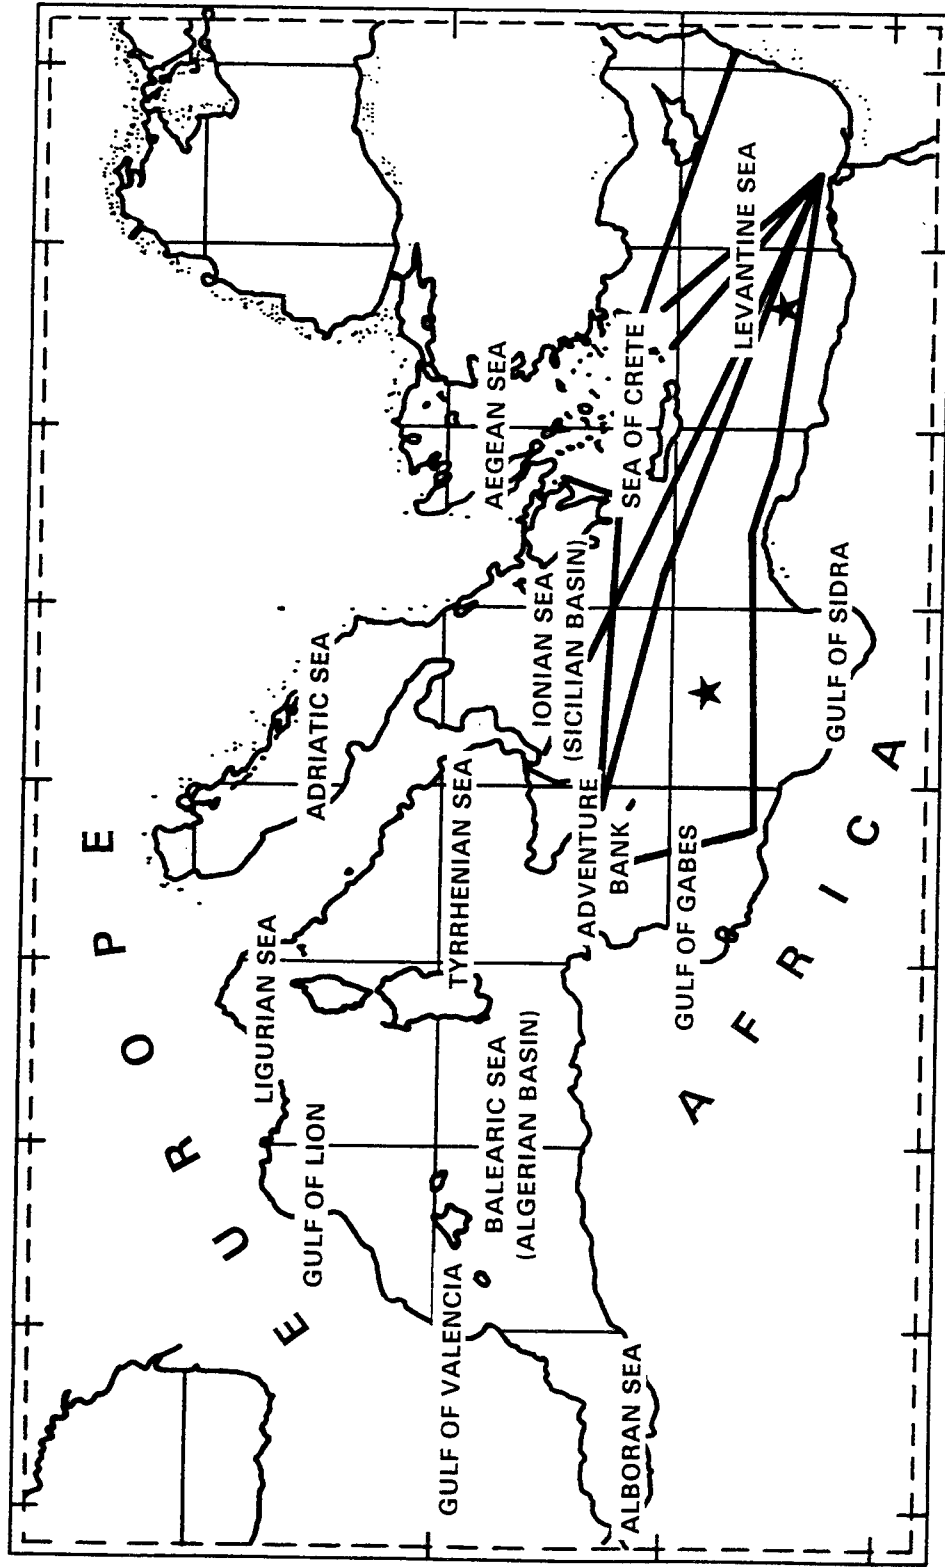 EUROPE
ADRIATIC SEA
LIGURIAN SEA
GULF OF LION
GULF OF VALENCIA
BALEARIC SEA
(ALGERIAN BASIN)
TYRRHENIAN SEA
AEGEAN SEA
IONIAN SEA
(SICILIAN BASIN)
ADVENTURE
BANK
SEA OF CRETE
ALBORAN SEA
GULF OF GABES
LEVANTINE SEA
GULF OF SIDRA
AFRICA